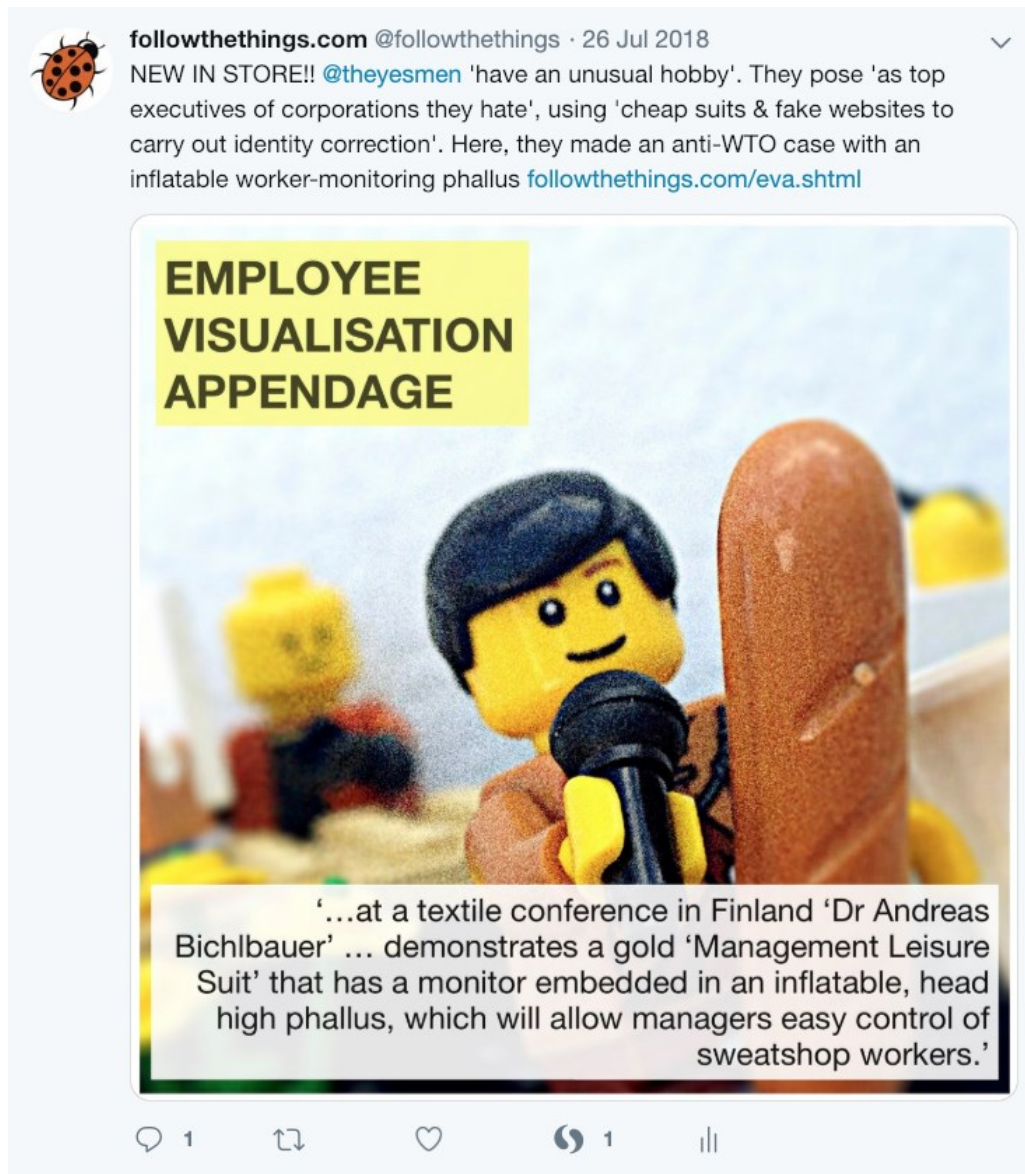 followthethings.com @followthethings · 26 Jul 2018
NEW IN STORE!! @theyesmen 'have an unusual hobby'. They pose 'as top
executives of corporations they hate', using 'cheap suits & fake websites to
carry out identity correction'. Here, they made an anti-WTO case with an
inflatable worker-monitoring phallus followthethings.com/eva.shtml
EMPLOYEE
VISUALISATION
APPENDAGE
‘...at a textile conference in Finland ‘Dr Andreas
Bichlbauer’ ... demonstrates a gold ‘Management Leisure
Suit’ that has a monitor embedded in an inflatable, head
high phallus, which will allow managers easy control of
sweatshop workers.’
1 1